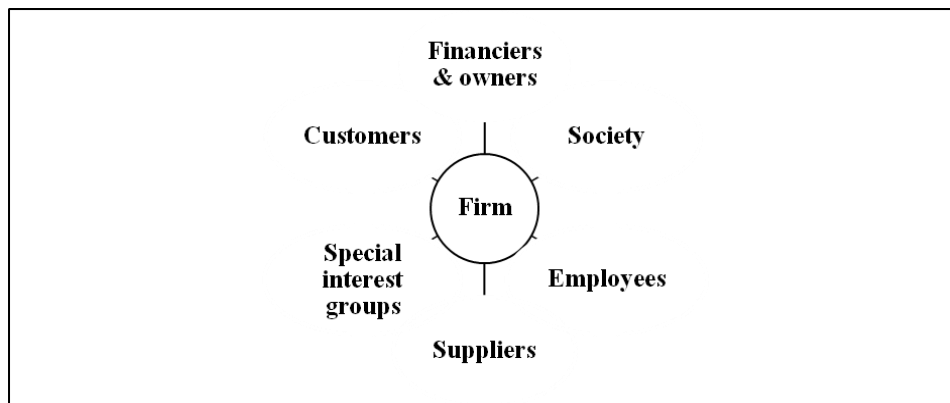 Financiers
& owners
Customers
Society
Firm
Special
interest
groups
Employees
Suppliers